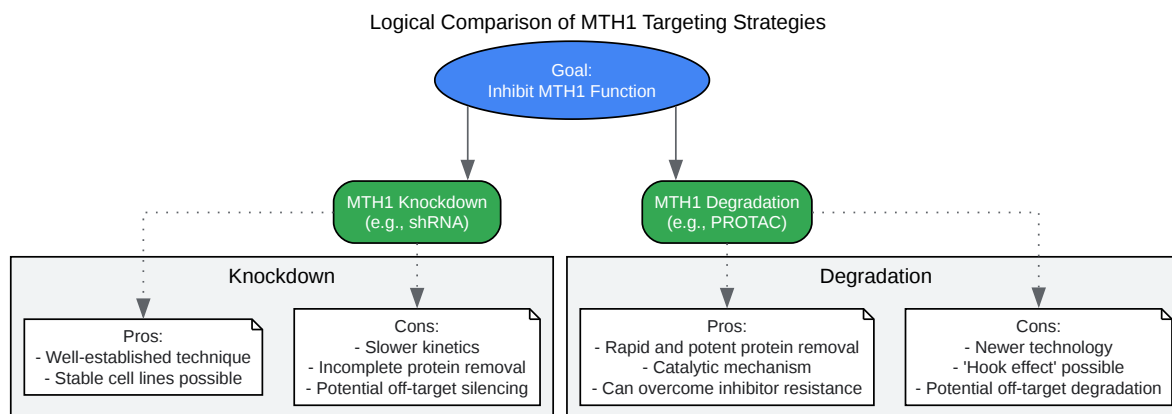 Logical Comparison of MTH1 Targeting Strategies
Goal:
Inhibit MTH1 Function
MTH1 Knockdown
(e.g., shRNA)
MTH1 Degradation
(e.g., PROTAC)
Knockdown
Pros:
- Well-established technique
- Stable cell lines possible
Cons:
- Slower kinetics
- Incomplete protein removal
- Potential off-target silencing
Degradation
Pros:
- Rapid and potent protein removal
- Catalytic mechanism
- Can overcome inhibitor resistance
Cons:
- Newer technology
- 'Hook effect' possible
- Potential off-target degradation